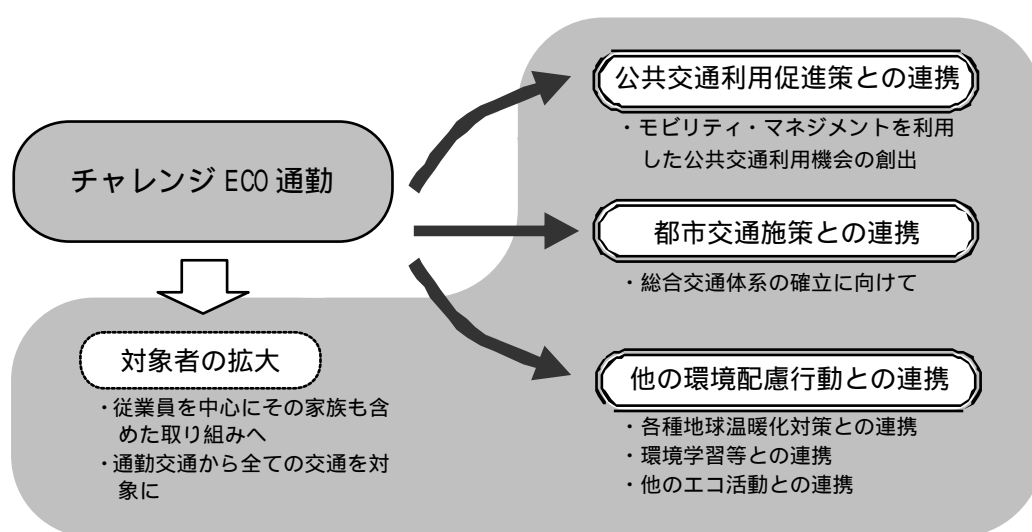 チャレンジ ECO 通勤
対象者の拡大
・従業員を中心にその家族も含
めた取り組みへ
・通勤交通から全ての交通を対
象に
公共交通利用促進策との連携
・モビリティ・マネジメントを利用
した公共交通利用機会の創出
都市交通施策との連携
・総合交通体系の確立に向けて
他の環境配慮行動との連携
・各種地球温暖化対策との連携
・環境学習等との連携
・他のエコ活動との連携